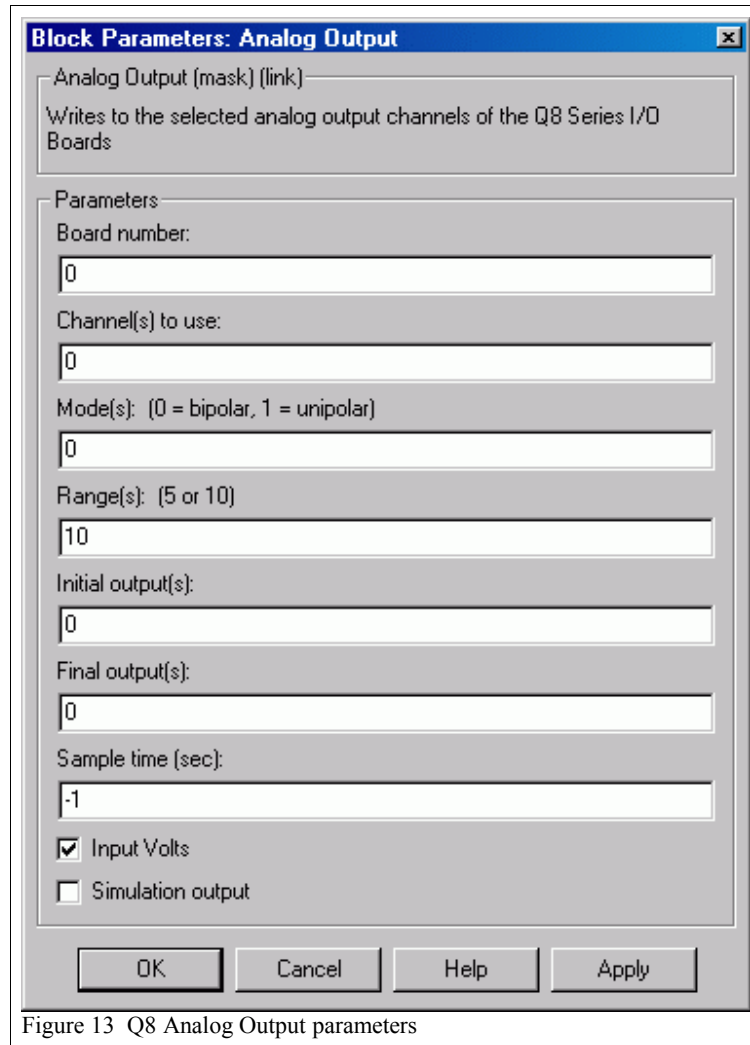 Block Parameters: Analog Output
Analog Output (mask) (link)
Writes to the selected analog output channels of the Q8 Series I/O
Boards
Parameters
Board number:
0
Channel(s) to use:
0
Mode(s): (0 = bipolar, 1 = unipolar)
0
Range(s): (5 or 10)
10
Initial output(s):
0
Final output(s):
0
Sample time (sec):
-1
Input Volts
Simulation output
OK Cancel Help Apply
Figure 13 Q8 Analog Output parameters